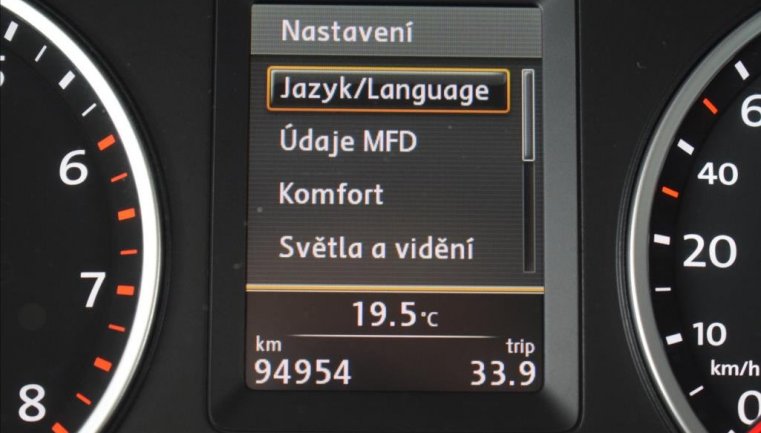 Nastavení
Jazyk/Language
Údaje MFD
Komfort
Světla a vidění
19.5°C
km
trip
94954
33.9
6
7
8
40
20
10
km/h
0